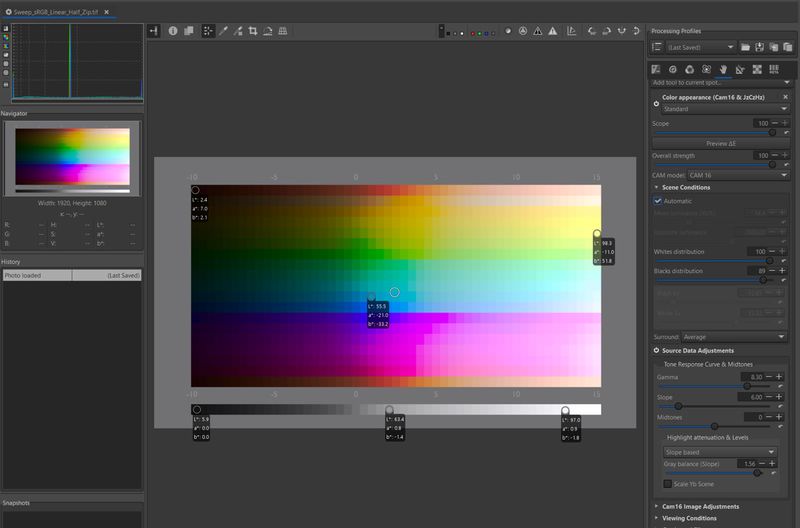 Sweep_sRGB_Linear_Half_Zip.tif
Processing Profiles
(Last Saved)
Add tool to current spot...
Color appearance (Cam16 & JzCzHz)
Standard
Scope 100
Preview ΔE
Overall strength 100
CAM model: CAM 16
Scene Conditions
Automatic
Whites distribution 100
Blacks distribution 89
Surround: Average
Source Data Adjustments
Tone Response Curve & Midtones
Gamma 8.30
Slope 6.00
Midtones 0
Highlight attenuation & Levels
Slope based
Gray balance (Slope) 1.56
Scale Yb Scene
Cam16 Image Adjustments
Viewing Conditions
Navigator
Width: 1920, Height: 1080
x: --, y: --
R: -- H: -- L*: --
G: -- S: -- a*: --
B: -- V: -- b*: --
History
Photo loaded (Last Saved)
Snapshots
-10 -5 0 5 10 15
L*: 2.4
a*: 7.0
b*: 2.1
L*: 98.3
a*: -11.0
b*: 51.8
L*: 55.5
a*: -21.0
b*: -33.2
-10 -5 0 5 10 15
L*: 5.9
a*: 0.0
b*: 0.0
L*: 63.4
a*: 0.8
b*: -1.4
L*: 97.0
a*: 0.9
b*: -1.8